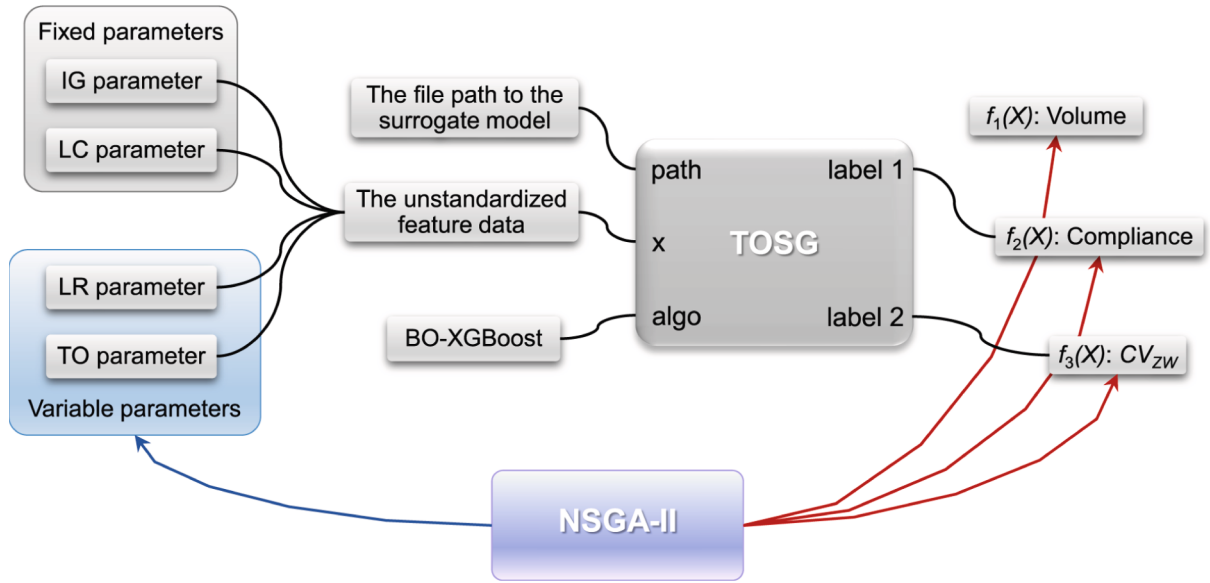 Fixed parameters
IG parameter
LC parameter
LR parameter
TO parameter
Variable parameters
The file path to the
surrogate model
The unstandardized
feature data
BO-XGBoost
path
x
algo
TOSG
label 1
label 2
f₁(X): Volume
f₂(X): Compliance
f₃(X): CV_ZW
NSGA-II